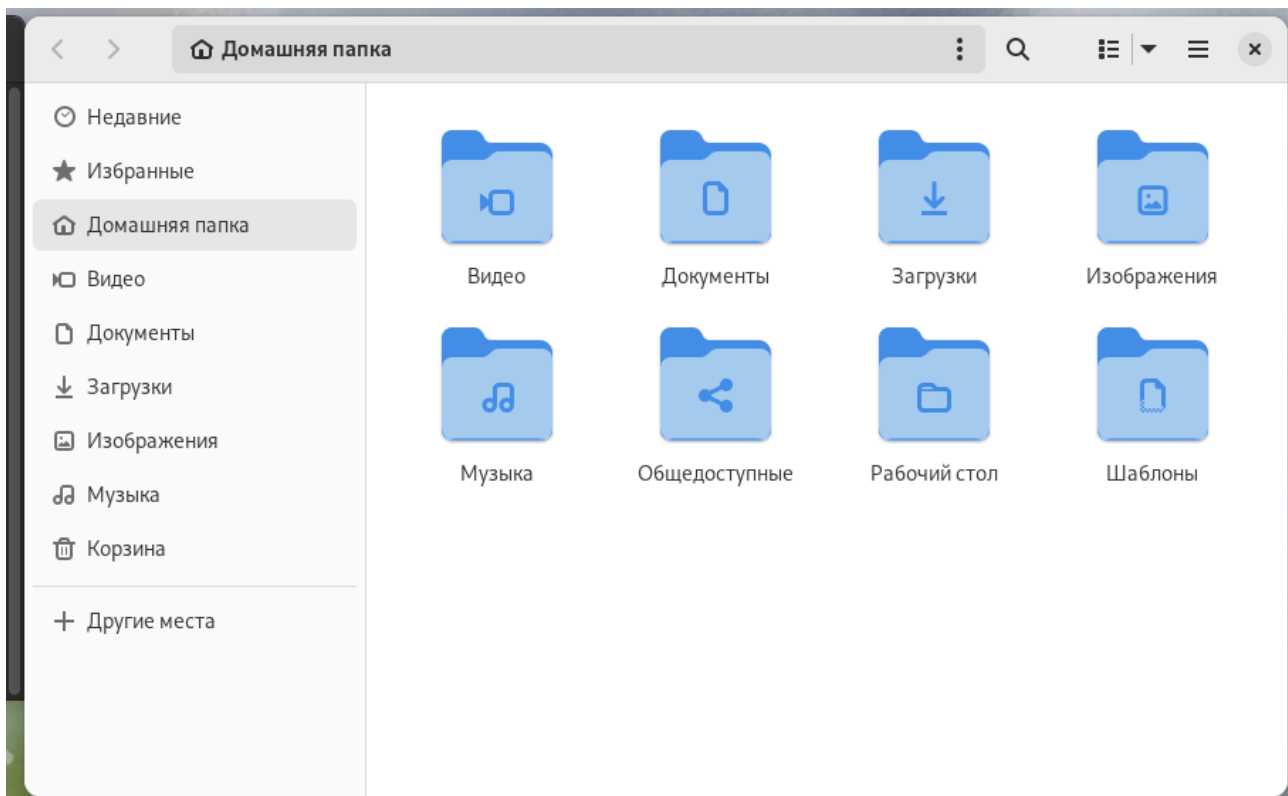 Домашняя папка
Недавние
Избранные
Домашняя папка
Видео
Документы
Загрузки
Изображения
Музыка
Корзина
Другие места
Видео
Документы
Загрузки
Изображения
Музыка
Общедоступные
Рабочий стол
Шаблоны